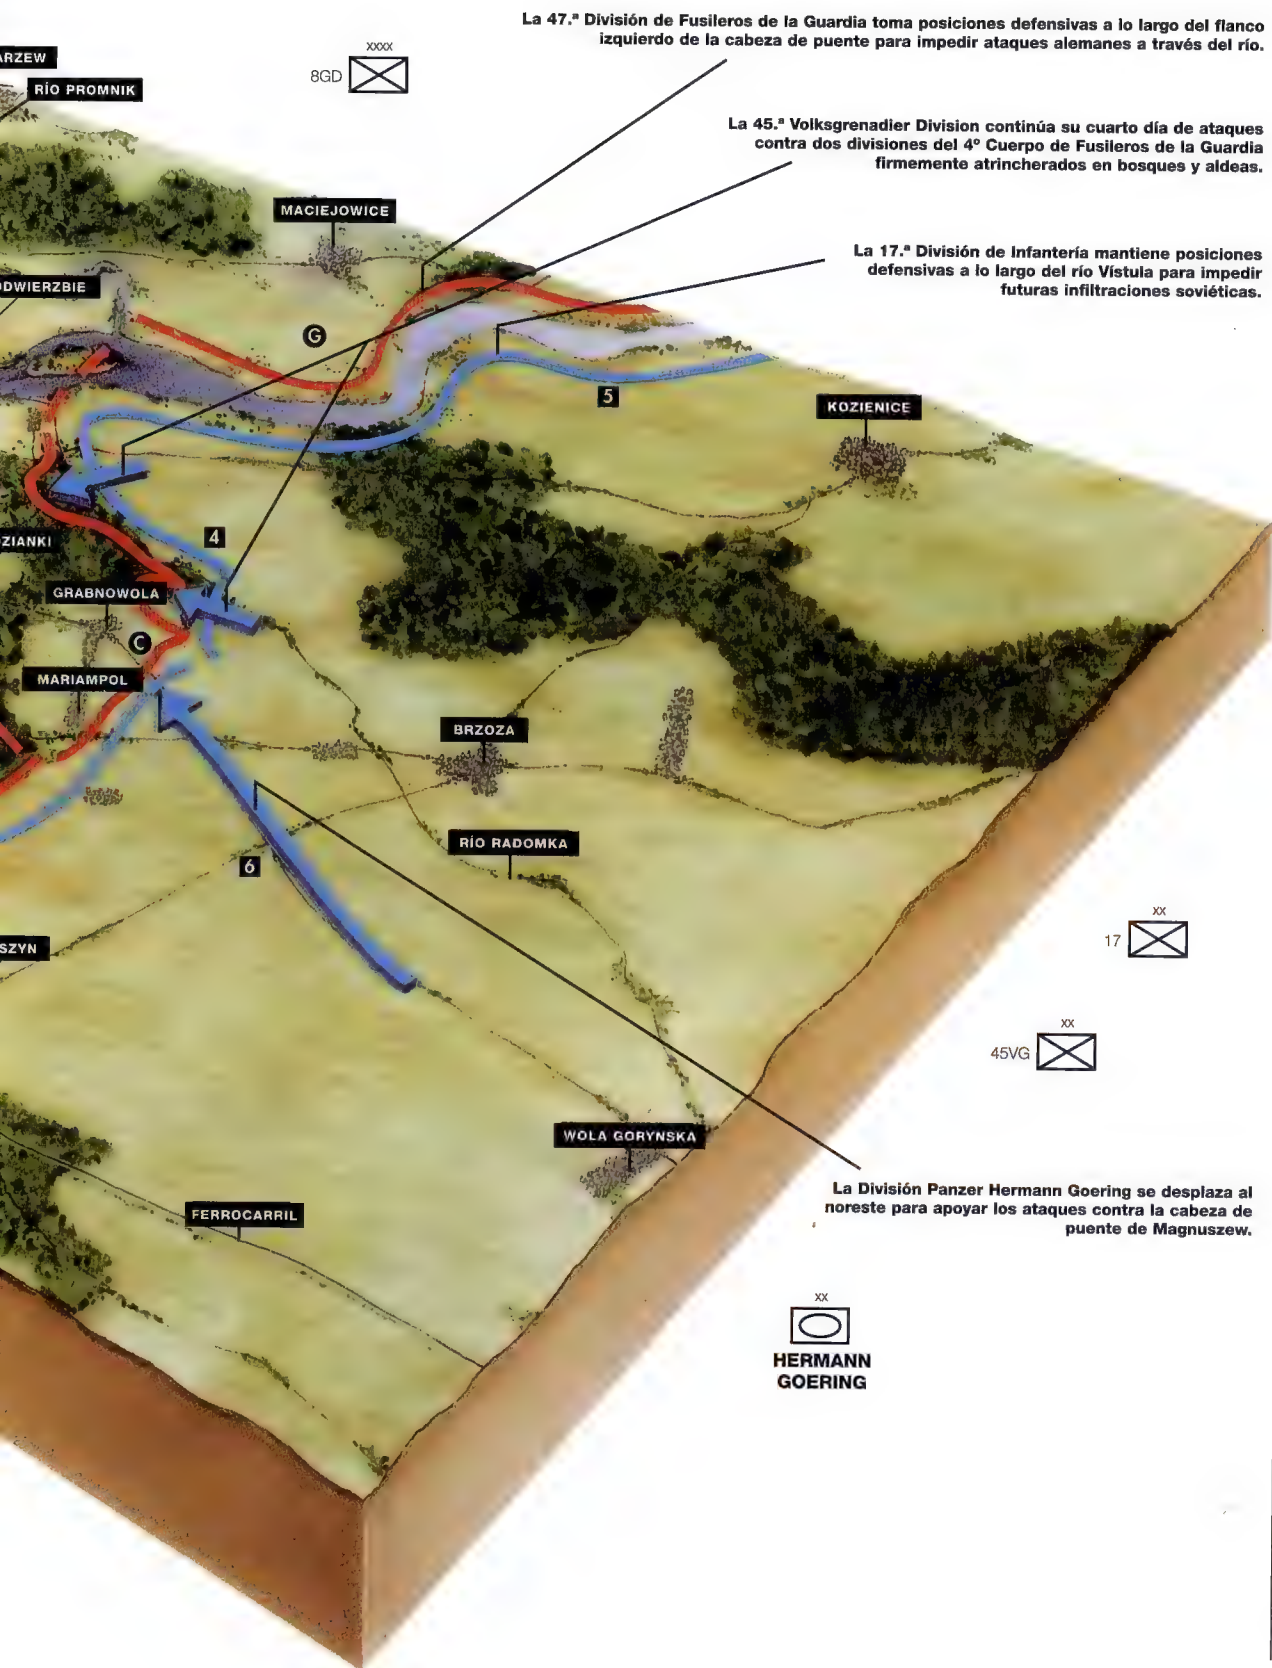 La 47.ª División de Fusileros de la Guardia toma posiciones defensivas a lo largo del flanco
izquierdo de la cabeza de puente para impedir ataques alemanes a través del río.
ARZEW
XXXX
8GD
RÍO PROMNIK
La 45.ª Volksgrenadier Division continúa su cuarto día de ataques
contra dos divisiones del 4º Cuerpo de Fusileros de la Guardia
firmemente atrincherados en bosques y aldeas.
MACIEJOWICE
La 17.ª División de Infantería mantiene posiciones
defensivas a lo largo del río Vístula para impedir
futuras infiltraciones soviéticas.
DWIERZBIE
G
5
KOZIENICE
4
ZIANKI
GRABNOWOLA
C
MARIAMPOL
BRZOZA
RÍO RADOMKA
6
SZYN
XX
17
XX
45VG
WOLA GORYNSKA
La División Panzer Hermann Goering se desplaza al
noreste para apoyar los ataques contra la cabeza de
puente de Magnuszew.
FERROCARRIL
XX
HERMANN
GOERING